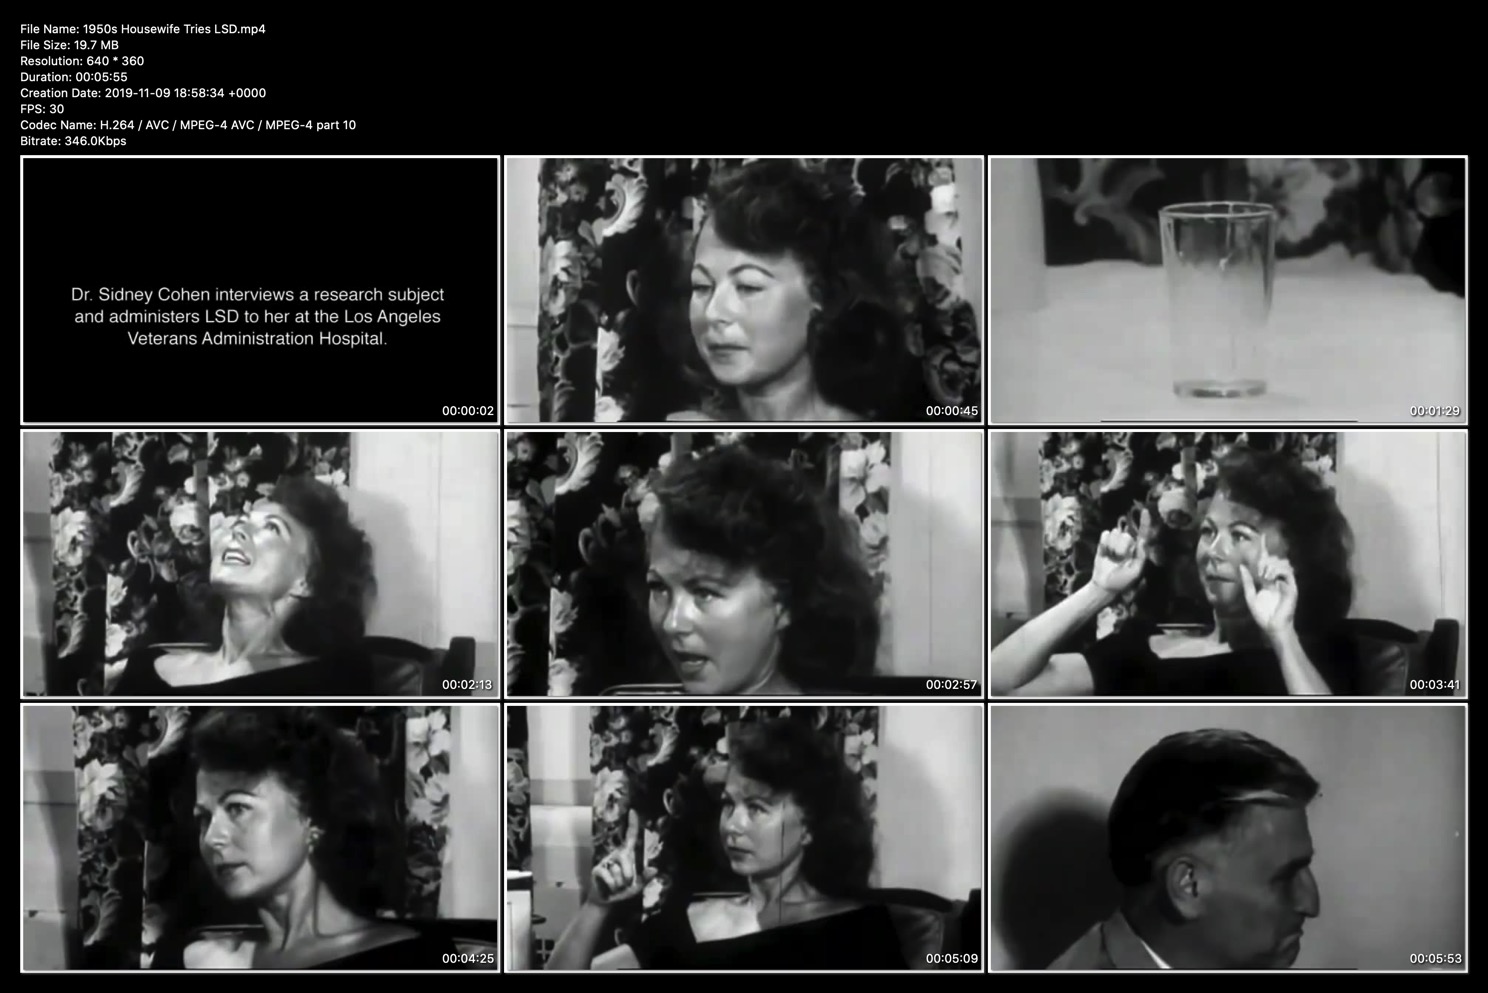 File Name: 1950s Housewife Tries LSD.mp4
File Size: 19.7 MB
Resolution: 640 * 360
Duration: 00:05:55
Creation Date: 2019-11-09 18:58:34 +0000
FPS: 30
Codec Name: H.264 / AVC / MPEG-4 AVC / MPEG-4 part 10
Bitrate: 346.0Kbps
Dr. Sidney Cohen interviews a research subject
and administers LSD to her at the Los Angeles
Veterans Administration Hospital.
00:00:02
00:00:45
00:01:29
00:02:13
00:02:57
00:03:41
00:04:25
00:05:09
00:05:53